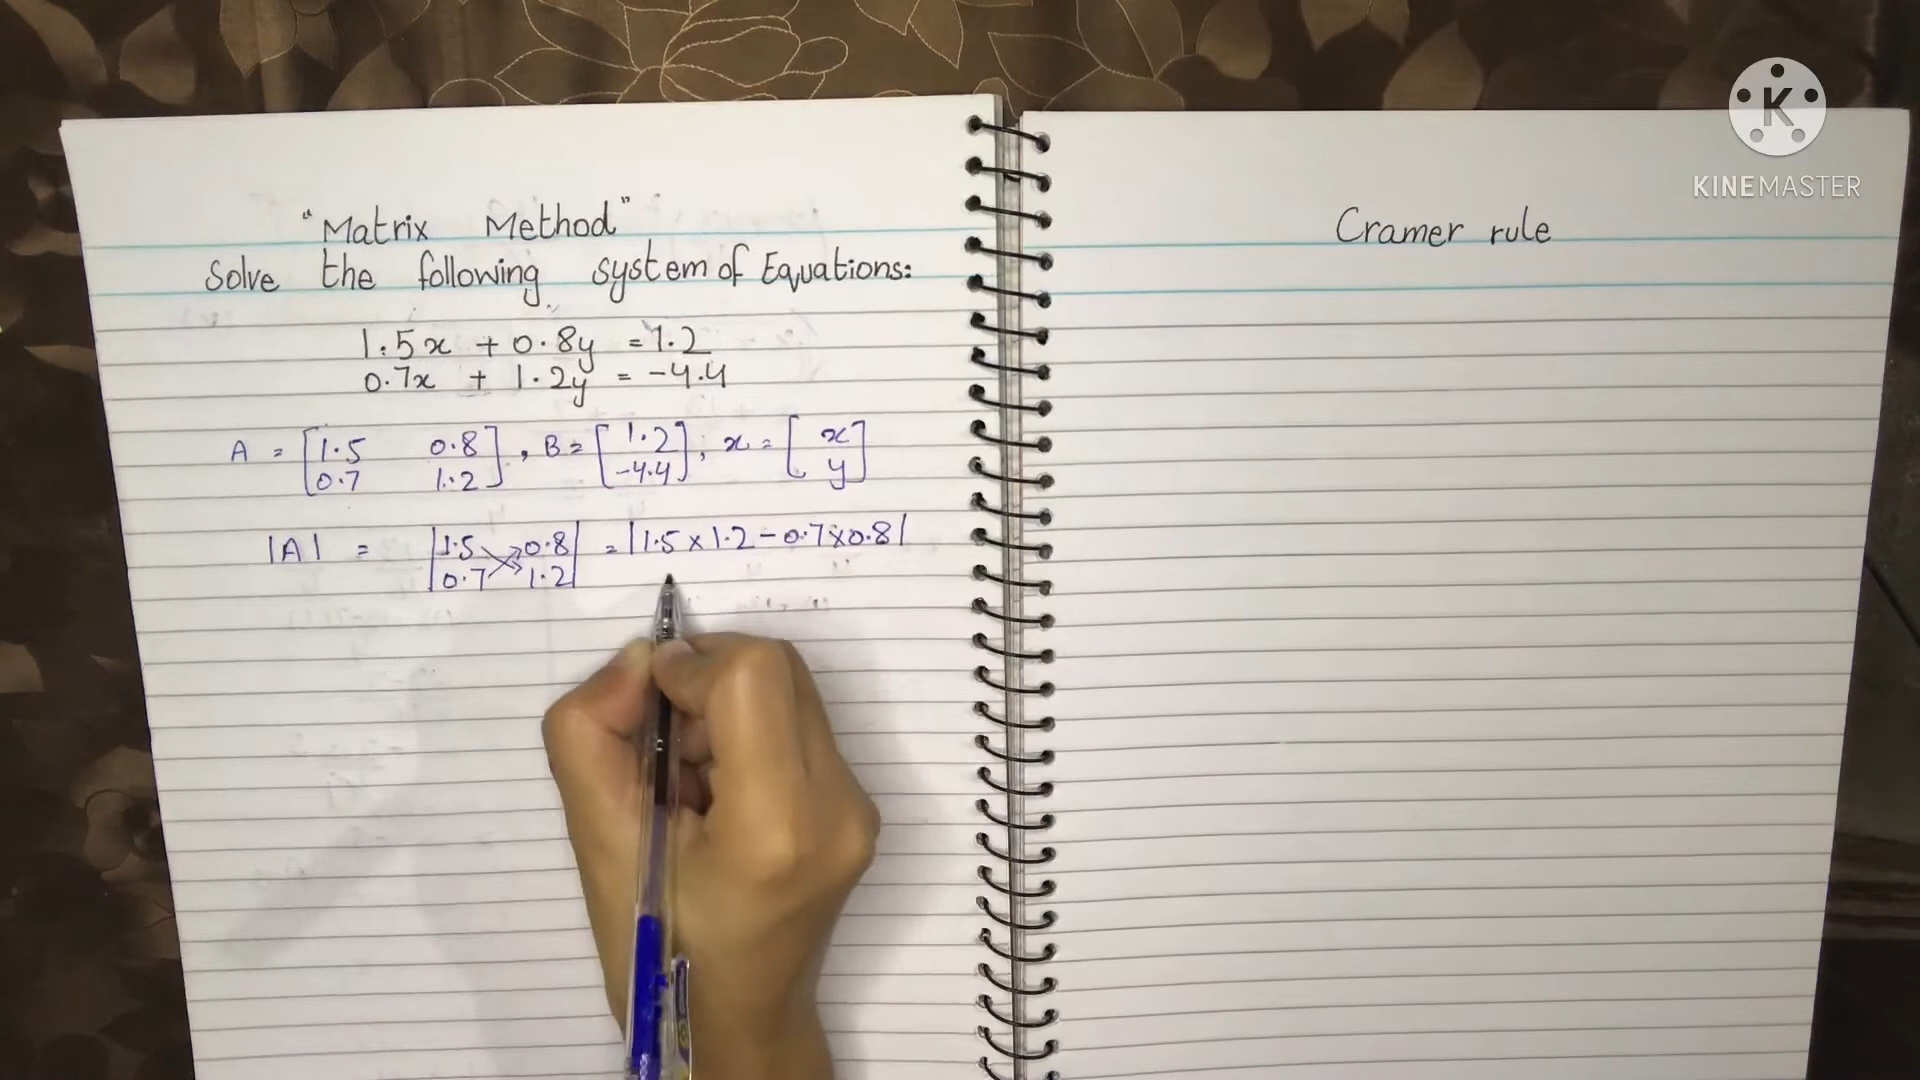 "Matrix Method"
Solve the following system of Equations:
1.5x + 0.8y = 1.2
0.7x + 1.2y = -4.4
A = [1.5 0.8], B = [1.2]; x = [x]
[0.7 1.2] [-4.4] [y]
|A| = |1.5 0.8| = |1.5 x 1.2 - 0.7 x 0.8|
|0.7 1.2|
Cramer rule
K
KINEMASTER